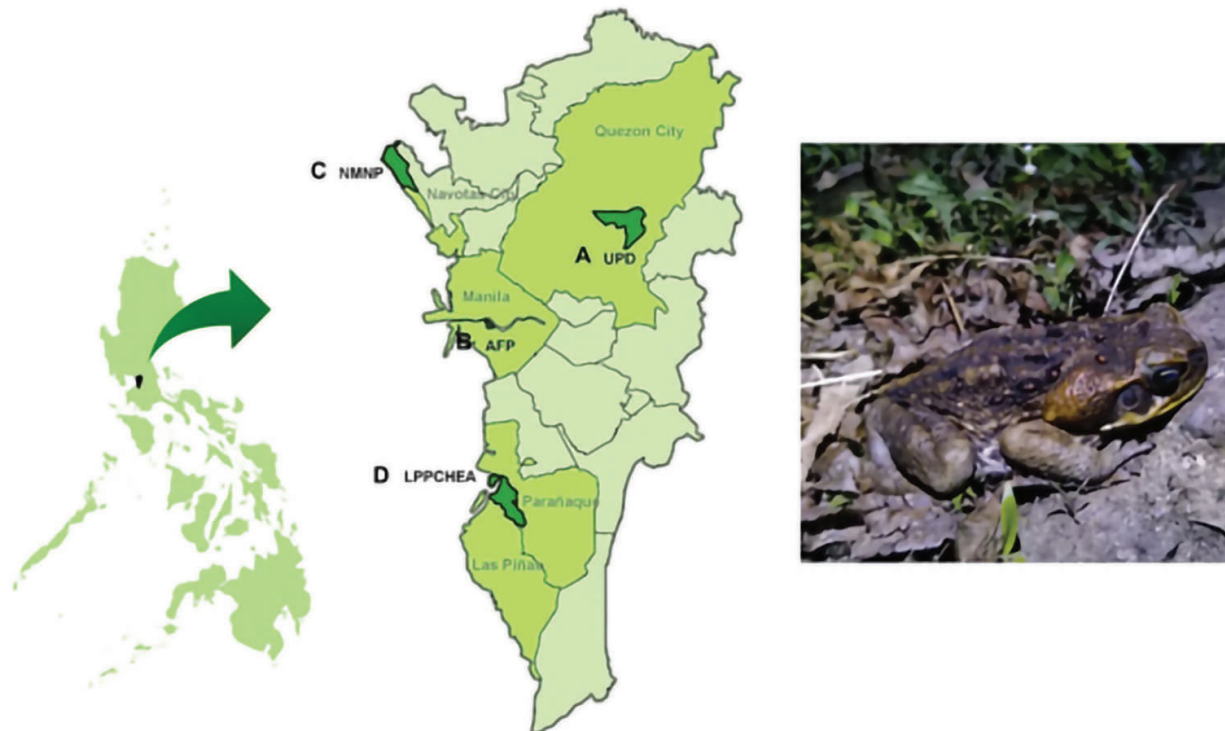 Quezon City
C NMNP
Navotas City
A UPD
Manila
B AFP
D LPPCHEA
Parañaque
Las Piñas